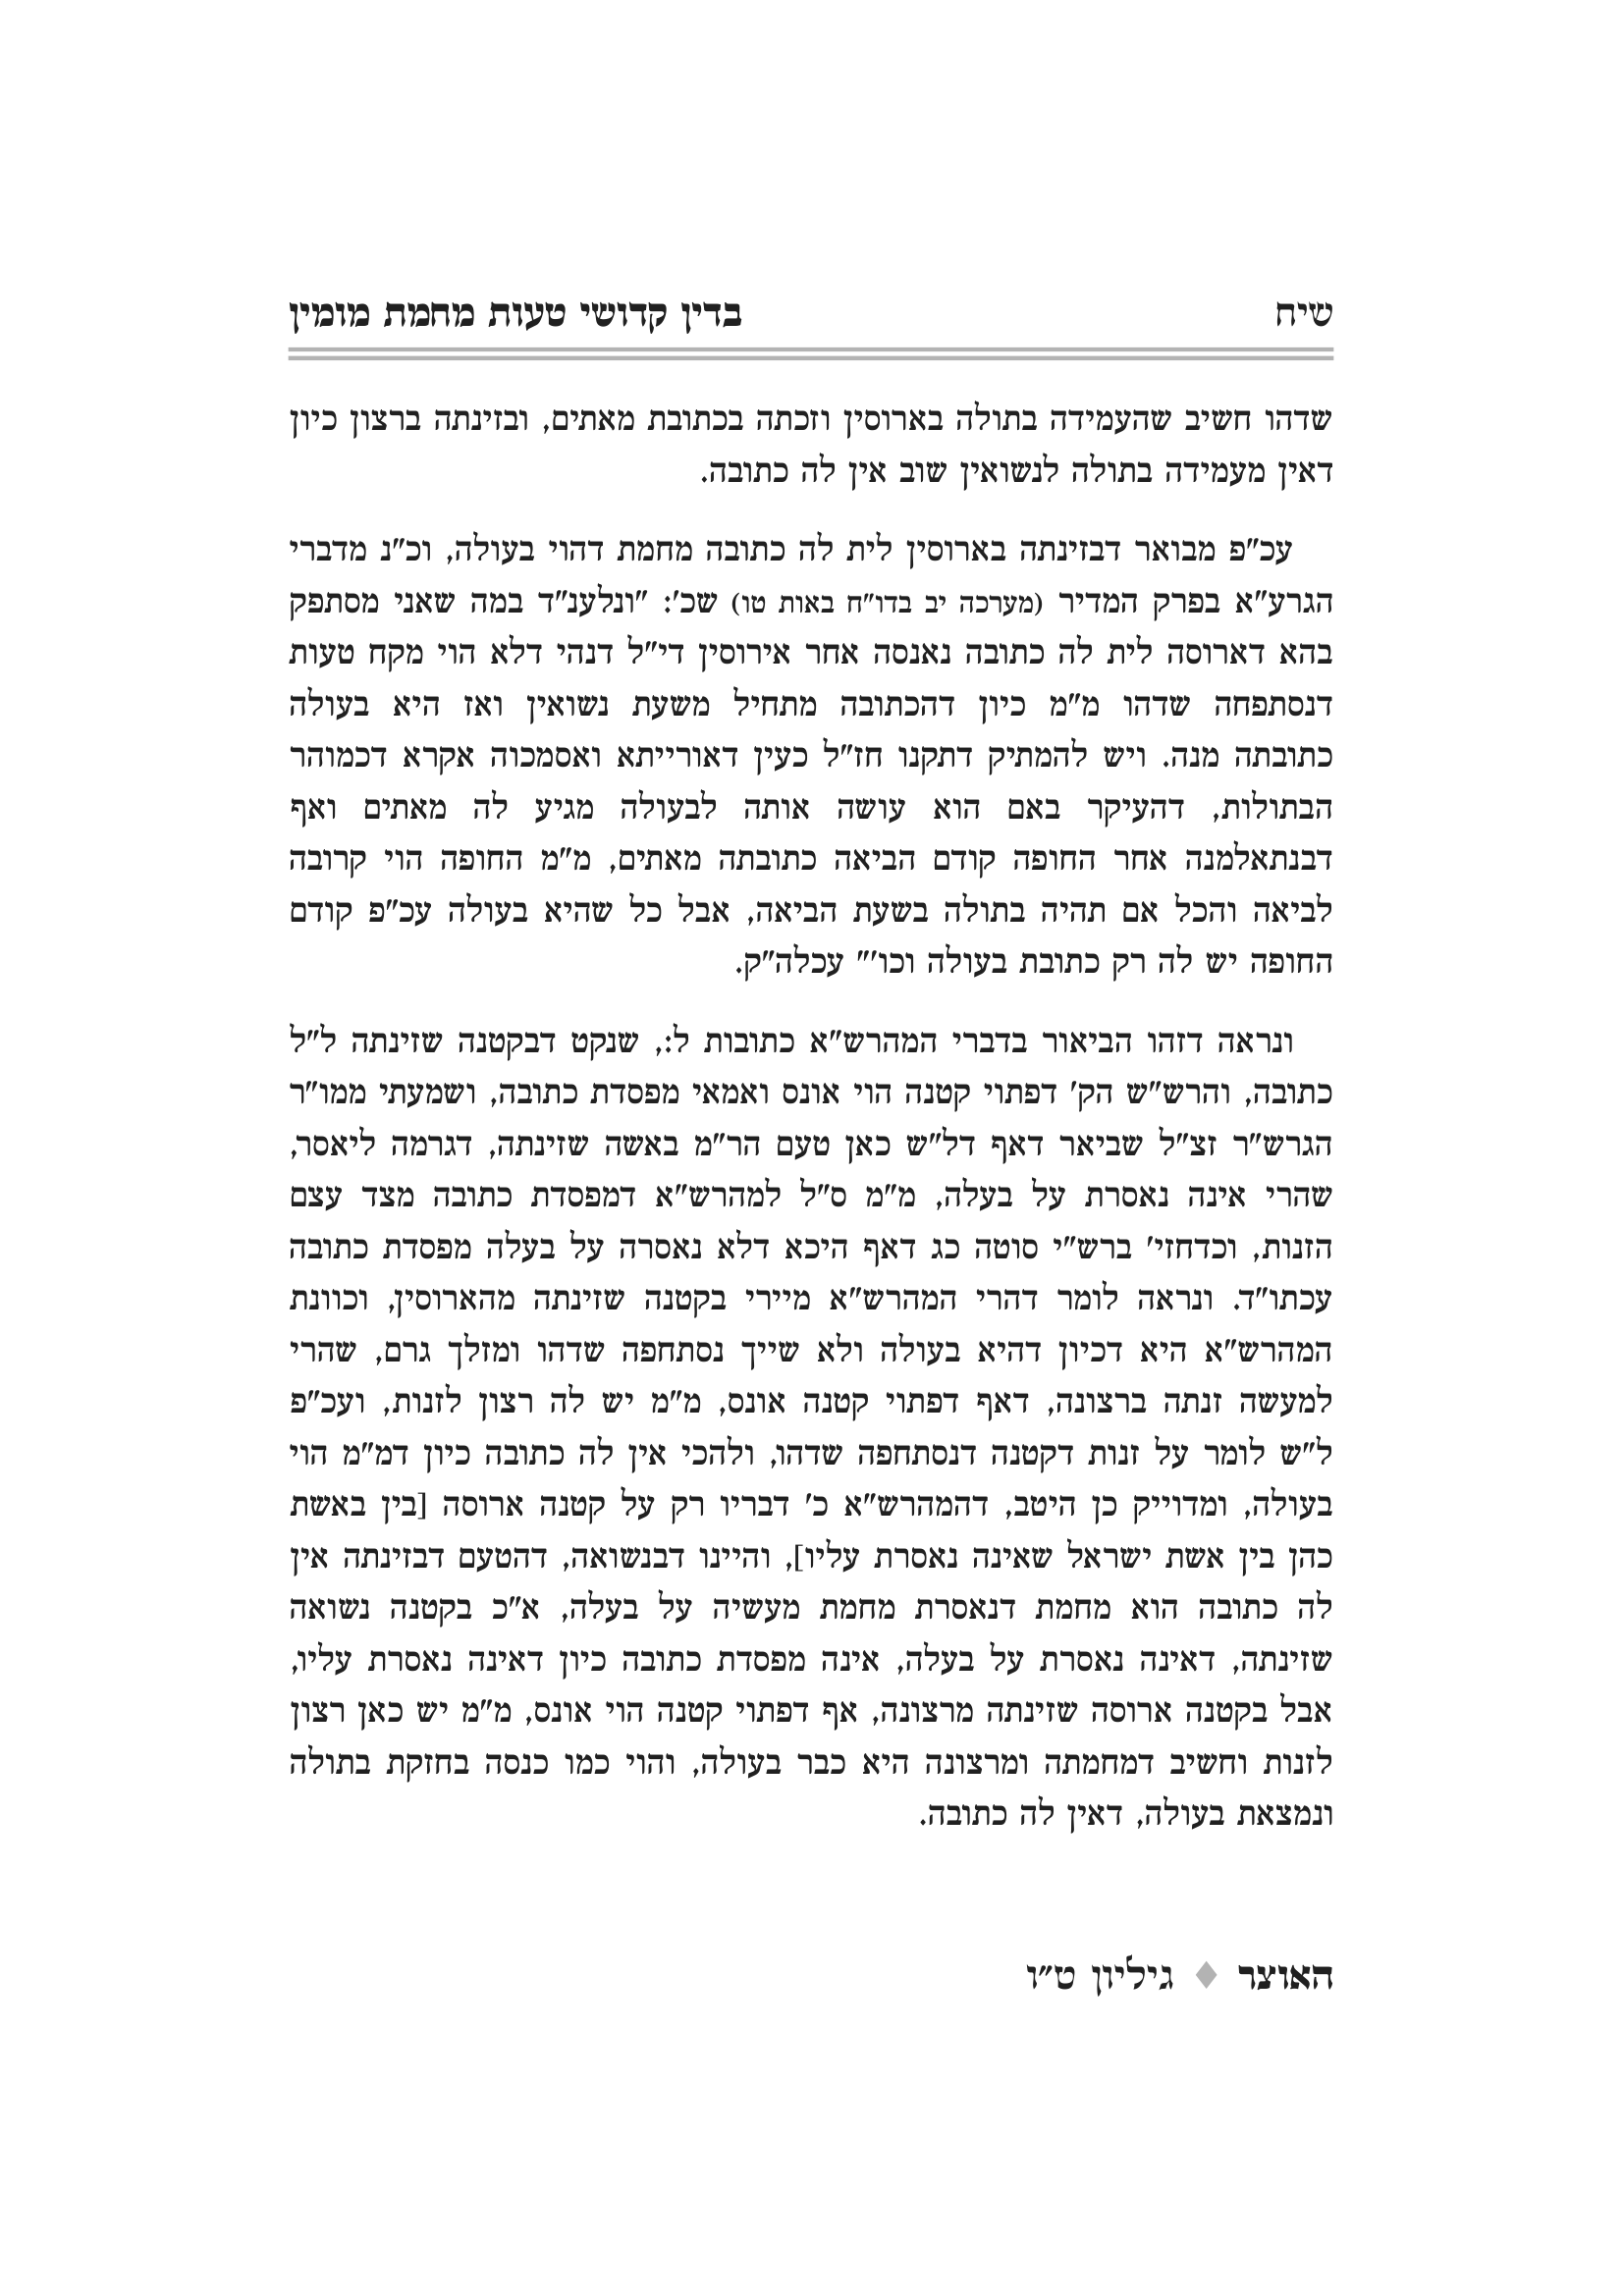 שיח בדין קדושי טעות מחמת מומין
שדהו חשיב שהעמידה בתולה בארוסין וזכתה בכתובת מאתים, ובזינתה ברצון כיון
דאין מעמידה בתולה לנשואין שוב אין לה כתובה.
עכ״פ מבואר דבזינתה בארוסין לית לה כתובה מחמת דהוי בעולה, וכ״נ מדברי
הגרע״א בפרק המדיר (מערכה יב בדו״ח באות טו) שכ׳: ״ונלענ״ד במה שאני מסתפק
בהא דארוסה לית לה כתובה נאנסה אחר אירוסין די״ל דנהי דלא הוי מקח טעות
דנסתפחה שדהו מ״מ כיון דהכתובה מתחיל משעת נשואין ואז היא בעולה
כתובתה מנה. ויש להמתיק דתקנו חז״ל כעין דאורייתא ואסמכוה אקרא דכמוהר
הבתולות, דהעיקר באם הוא עושה אותה לבעולה מגיע לה מאתים ואף
דבנתאלמנה אחר החופה קודם הביאה כתובתה מאתים, מ״מ החופה הוי קרובה
לביאה והכל אם תהיה בתולה בשעת הביאה, אבל כל שהיא בעולה עכ״פ קודם
החופה יש לה רק כתובת בעולה וכו׳״ עכלה״ק.
ונראה דזהו הביאור בדברי המהרש״א כתובות ל:, שנקט דבקטנה שזינתה ל״ל
כתובה, והרש״ש הק׳ דפתוי קטנה הוי אונס ואמאי מפסדת כתובה, ושמעתי ממו״ר
הגרש״ר זצ״ל שביאר דאף דל״ש כאן טעם הר״מ באשה שזינתה, דגרמה ליאסר,
שהרי אינה נאסרת על בעלה, מ״מ ס״ל למהרש״א דמפסדת כתובה מצד עצם
הזנות, וכדחזי׳ ברש״י סוטה כג דאף היכא דלא נאסרה על בעלה מפסדת כתובה
עכתו״ד. ונראה לומר דהרי המהרש״א מיירי בקטנה שזינתה מהארוסין, וכוונת
המהרש״א היא דכיון דהיא בעולה ולא שייך נסתחפה שדהו ומזלך גרם, שהרי
למעשה זנתה ברצונה, דאף דפתוי קטנה אונס, מ״מ יש לה רצון לזנות, ועכ״פ
ל״ש לומר על זנות דקטנה דנסתחפה שדהו, ולהכי אין לה כתובה כיון דמ״מ הוי
בעולה, ומדוייק כן היטב, דהמהרש״א כ׳ דבריו רק על קטנה ארוסה [בין באשת
כהן בין אשת ישראל שאינה נאסרת עליו], והיינו דבנשואה, דהטעם דבזינתה אין
לה כתובה הוא מחמת דנאסרת מחמת מעשיה על בעלה, א״כ בקטנה נשואה
שזינתה, דאינה נאסרת על בעלה, אינה מפסדת כתובה כיון דאינה נאסרת עליו,
אבל בקטנה ארוסה שזינתה מרצונה, אף דפתוי קטנה הוי אונס, מ״מ יש כאן רצון
לזנות וחשיב דמחמתה ומרצונה היא כבר בעולה, והוי כמו כנסה בחזקת בתולה
ונמצאת בעולה, דאין לה כתובה.
האוצר ♦ גיליון ט״ו